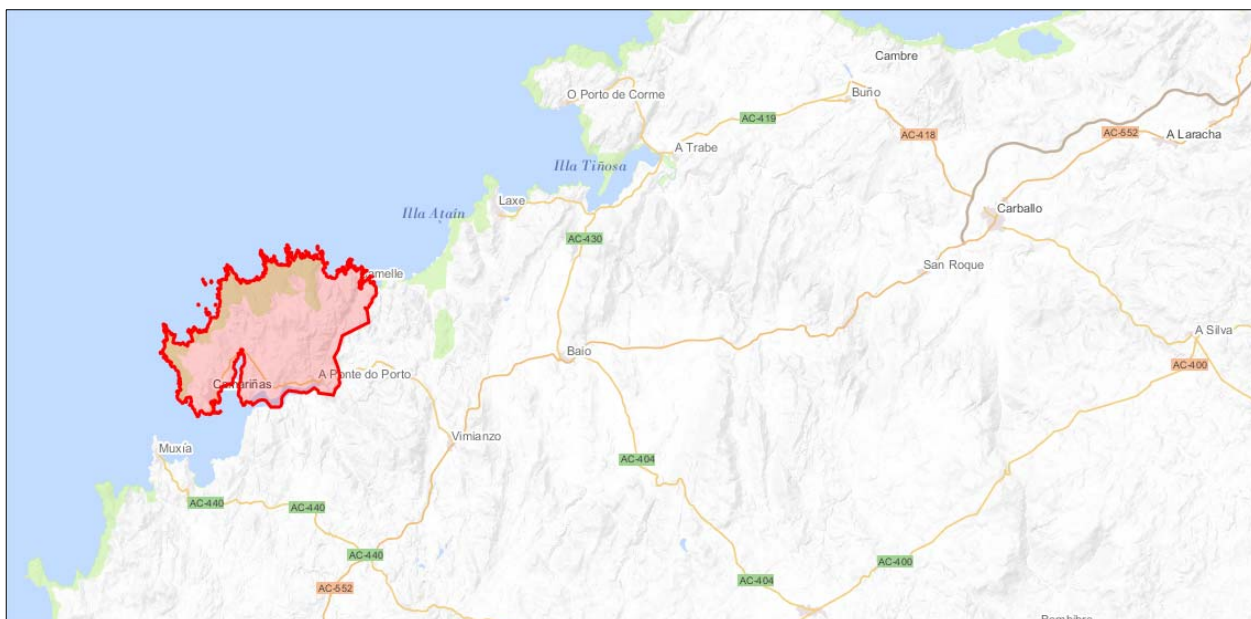 Cambre
O Porto de Corme
Buño
AC-419
AC-418
AC-552
A Laracha
A Trabe
Illa Tiñosa
Laxe
Illa Ataín
Carballo
AC-430
San Roque
amelle
A Silva
Baio
AC-400
A Ponte do Porto
Camariñas
Vimianzo
Muxía
AC-404
AC-440
AC-440
AC-440
AC-400
AC-404
AC-552